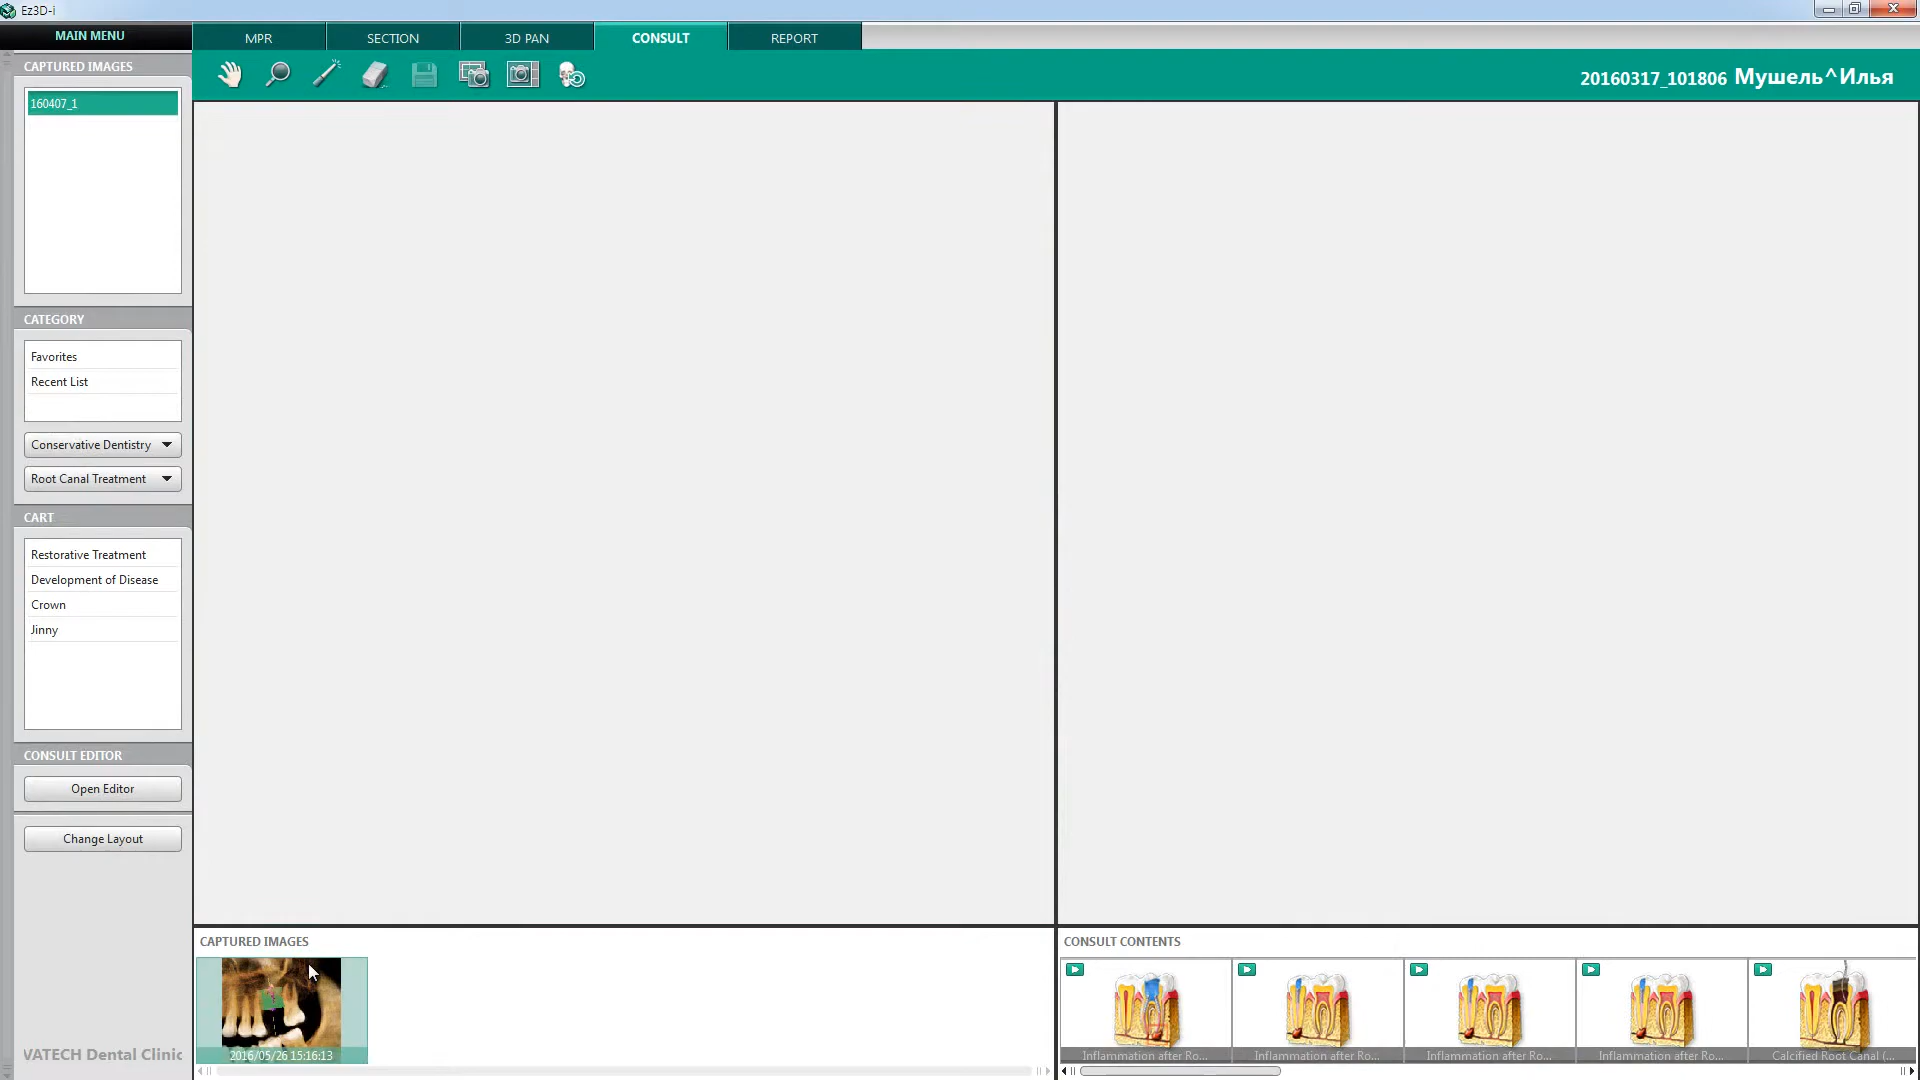 Ez3D-i
MAIN MENU
MPR
SECTION
3D PAN
CONSULT
REPORT
20160317_101806 Мушель^Илья
CAPTURED IMAGES
160407_1
CATEGORY
Favorites
Recent List
Conservative Dentistry
Root Canal Treatment
CART
Restorative Treatment
Development of Disease
Crown
Jinny
CONSULT EDITOR
Open Editor
Change Layout
VATECH Dental Clinic
CAPTURED IMAGES
2016/05/26 15:16:13
CONSULT CONTENTS
Inflammation after Ro...
Inflammation after Ro...
Inflammation after Ro...
Inflammation after Ro...
Calcified Root Canal (...